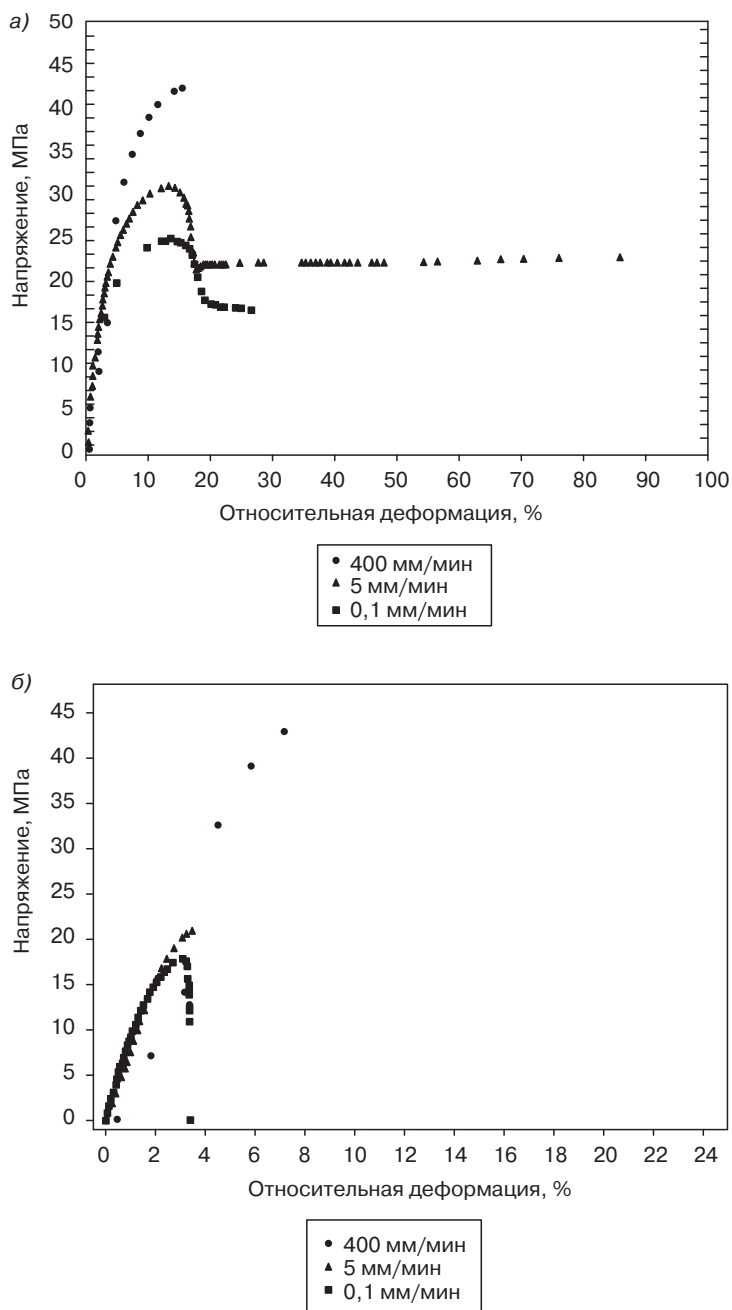 а)
50
45
40
35
30
25
20
15
10
5
0
Напряжение, МПа
0 10 20 30 40 50 60 70 80 90 100
Относительная деформация, %
400 мм/мин
5 мм/мин
0,1 мм/мин
б)
45
40
35
30
25
20
15
10
5
0
Напряжение, МПа
0 2 4 6 8 10 12 14 16 18 20 22 24
Относительная деформация, %
400 мм/мин
5 мм/мин
0,1 мм/мин